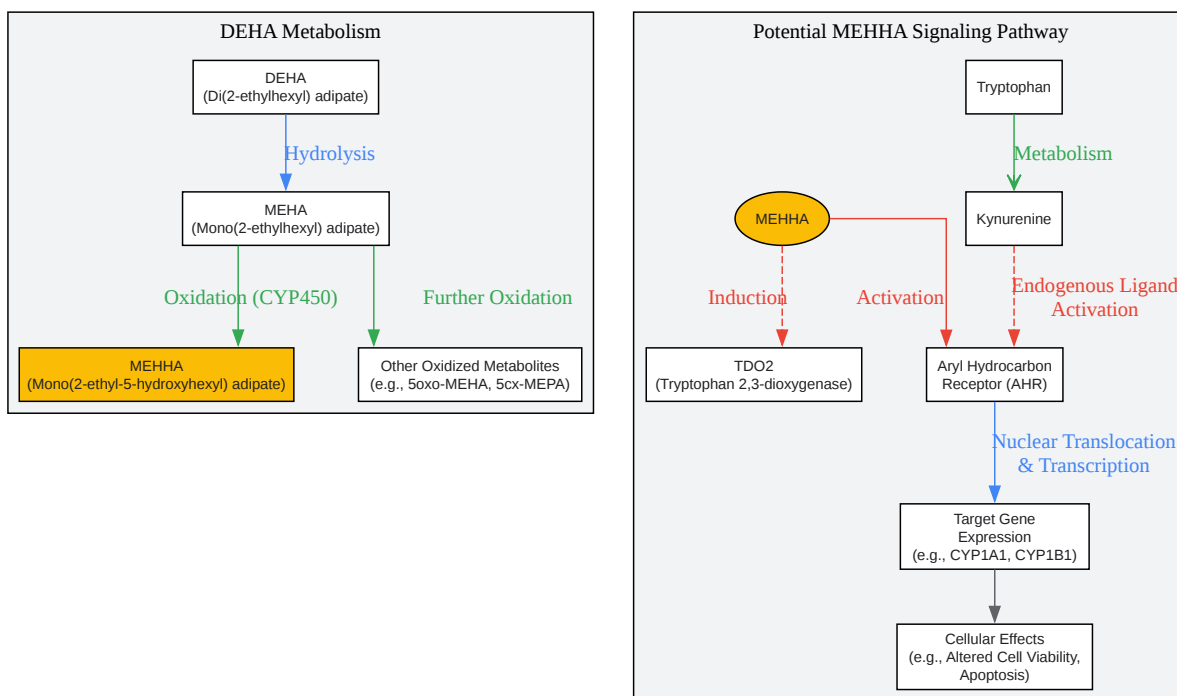 DEHA Metabolism
DEHA
(Di(2-ethylhexyl) adipate)
Hydrolysis
MEHA
(Mono(2-ethylhexyl) adipate)
Oxidation (CYP450)
Further Oxidation
MEHHA
(Mono(2-ethyl-5-hydroxyhexyl) adipate)
Other Oxidized Metabolites
(e.g., 5oxo-MEHA, 5cx-MEPA)
Potential MEHHA Signaling Pathway
Tryptophan
Metabolism
MEHHA
Kynurenine
Induction
Activation
Endogenous Ligand
Activation
TDO2
(Tryptophan 2,3-dioxygenase)
Aryl Hydrocarbon
Receptor (AHR)
Nuclear Translocation
& Transcription
Target Gene
Expression
(e.g., CYP1A1, CYP1B1)
Cellular Effects
(e.g., Altered Cell Viability,
Apoptosis)